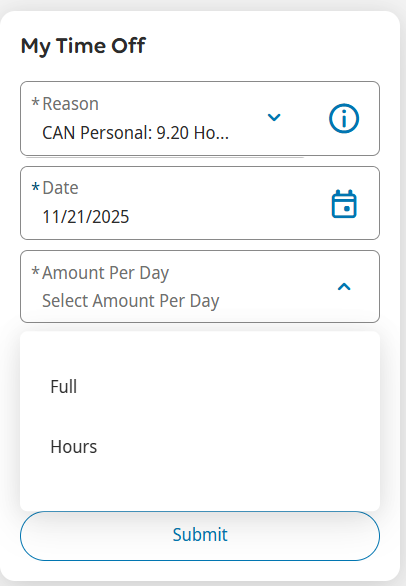 My Time Off
*Reason
CAN Personal: 9.20 Ho...
*Date
11/21/2025
*Amount Per Day
Select Amount Per Day
Full
Hours
Submit